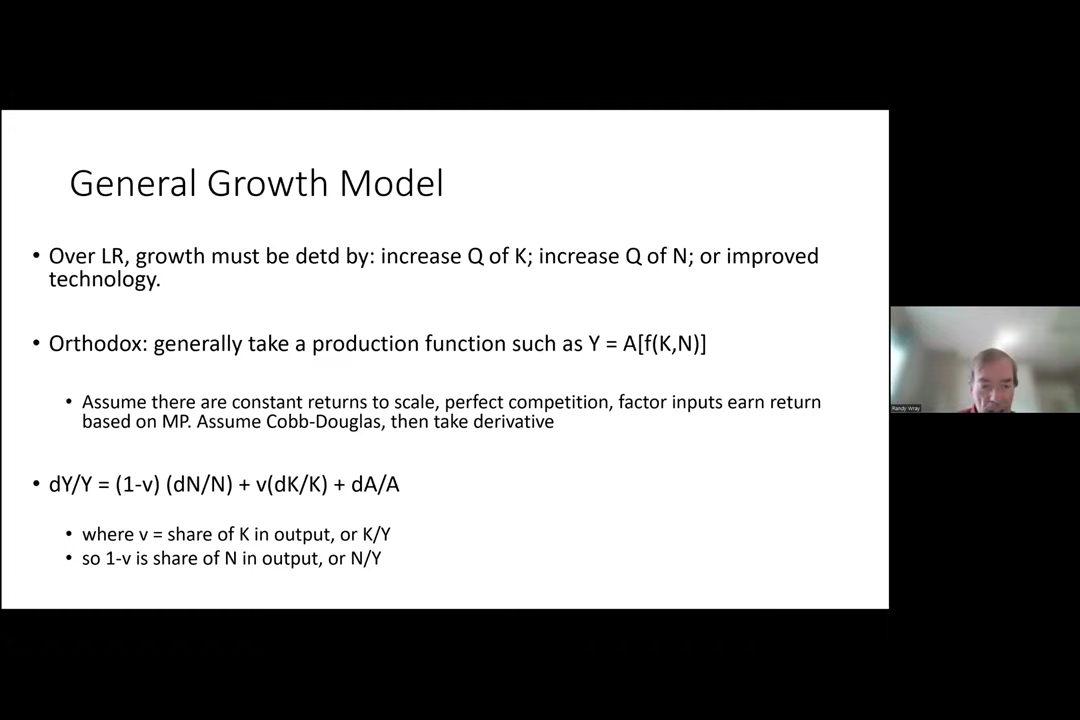 General Growth Model
• Over LR, growth must be detd by: increase Q of K; increase Q of N; or improved
technology.
• Orthodox: generally take a production function such as Y = A[f(K,N)]
• Assume there are constant returns to scale, perfect competition, factor inputs earn return
based on MP. Assume Cobb-Douglas, then take derivative
• dY/Y = (1-v) (dN/N) + v(dK/K) + dA/A
• where v = share of K in output, or K/Y
• so 1-v is share of N in output, or N/Y
Randy Wray